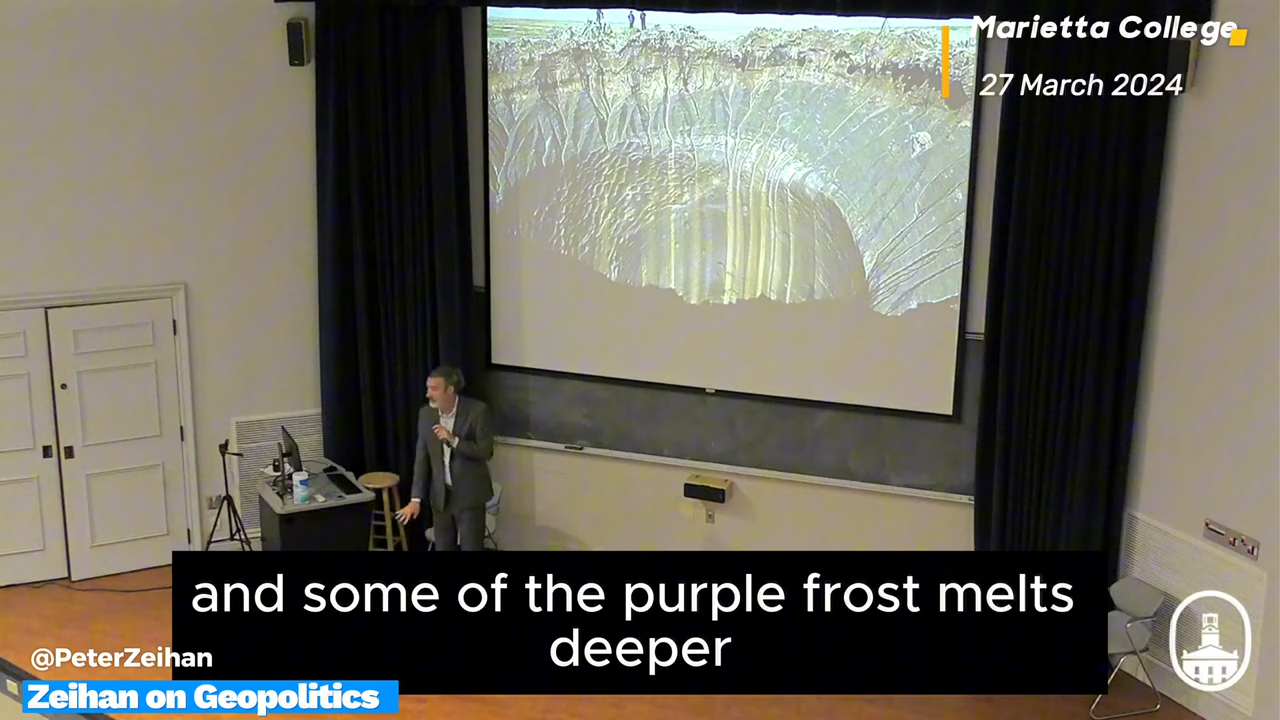 Marietta College
27 March 2024
and some of the purple frost melts
deeper
@PeterZeihan
Zeihan on Geopolitics